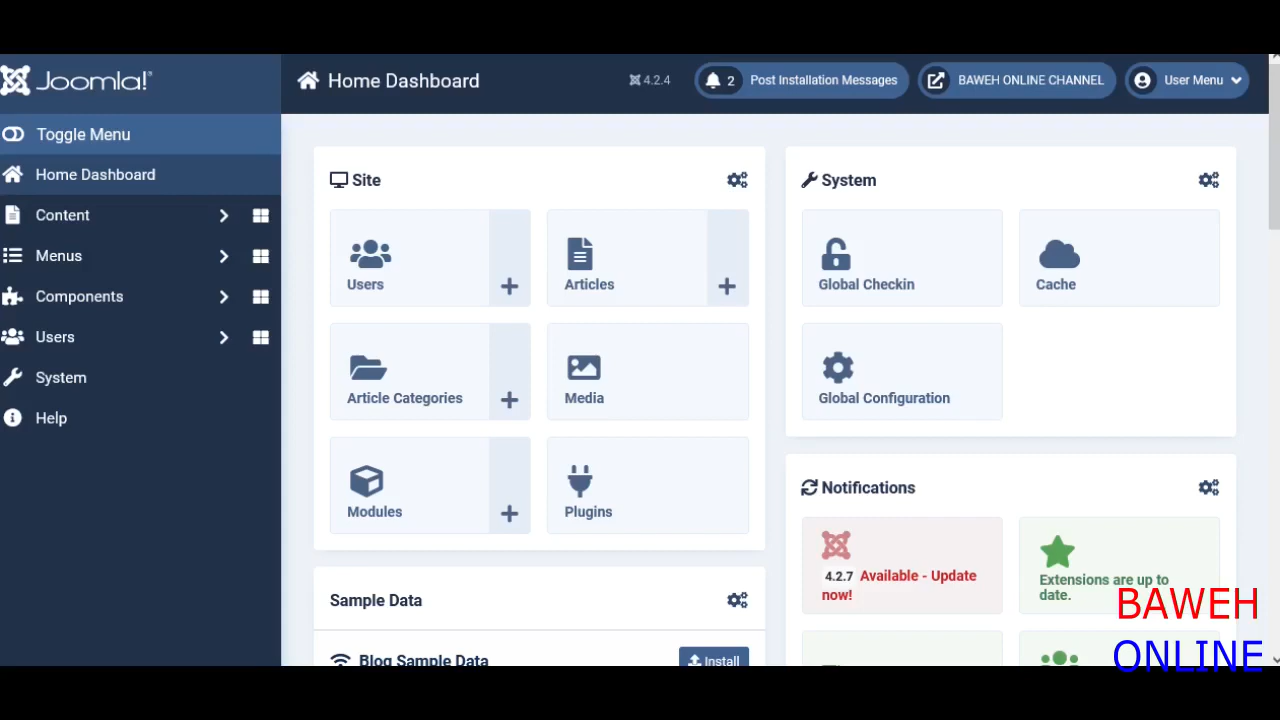 Joomla!
Home Dashboard
4.2.4
2
Post Installation Messages
BAWEH ONLINE CHANNEL
User Menu
Toggle Menu
Home Dashboard
Content
Menus
Components
Users
System
Help
Site
Users
Articles
Article Categories
Media
Modules
Plugins
Sample Data
Blog Sample Data
Install
System
Global Checkin
Cache
Global Configuration
Notifications
4.2.7 Available - Update
now!
Extensions are up to
date.
BAWEH
ONLINE